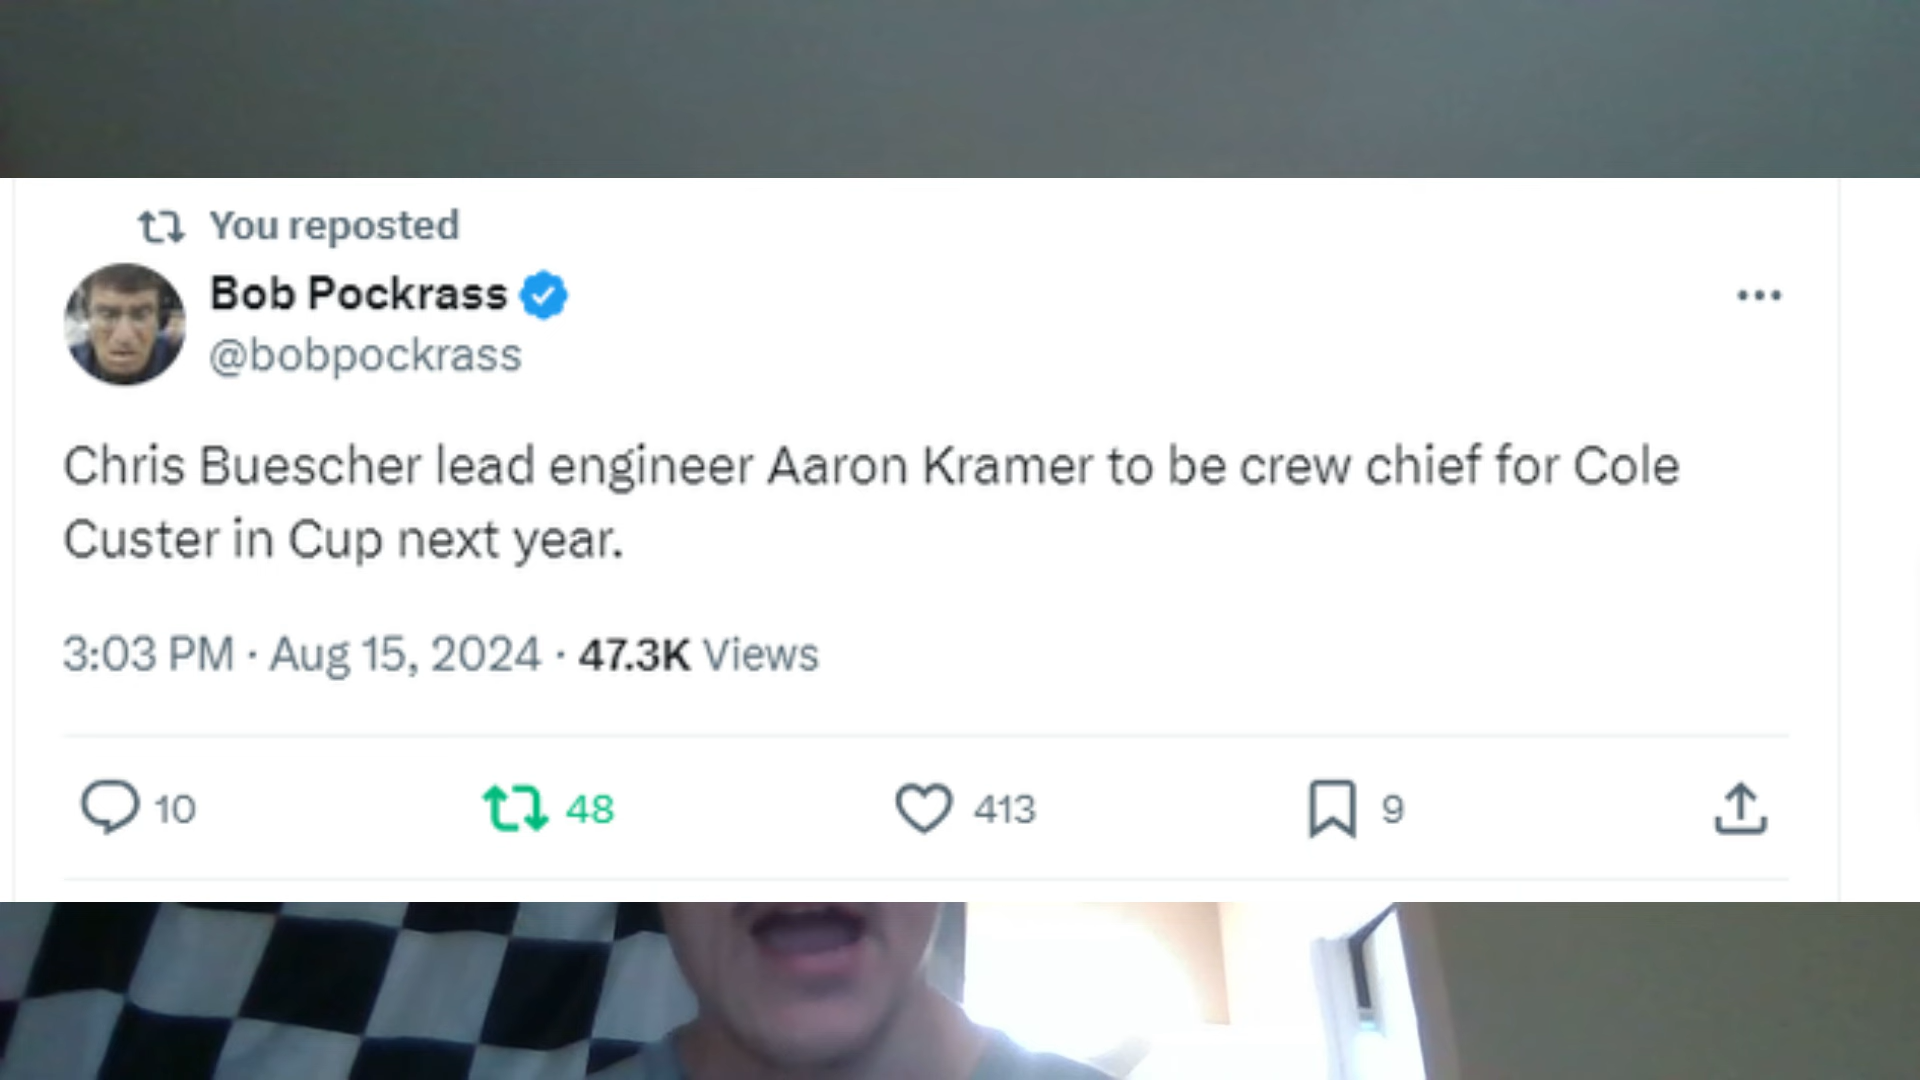 You reposted
Bob Pockrass
@bobpockrass
Chris Buescher lead engineer Aaron Kramer to be crew chief for Cole
Custer in Cup next year.
3:03 PM · Aug 15, 2024 · 47.3K Views
10 48 413 9